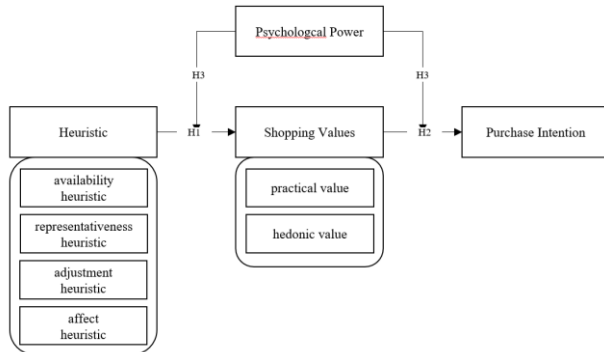 Psychologcal Power
H3
H3
Heuristic
H1
Shopping Values
H2
Purchase Intention
availability
heuristic
representativeness
heuristic
adjustment
heuristic
affect
heuristic
practical value
hedonic value